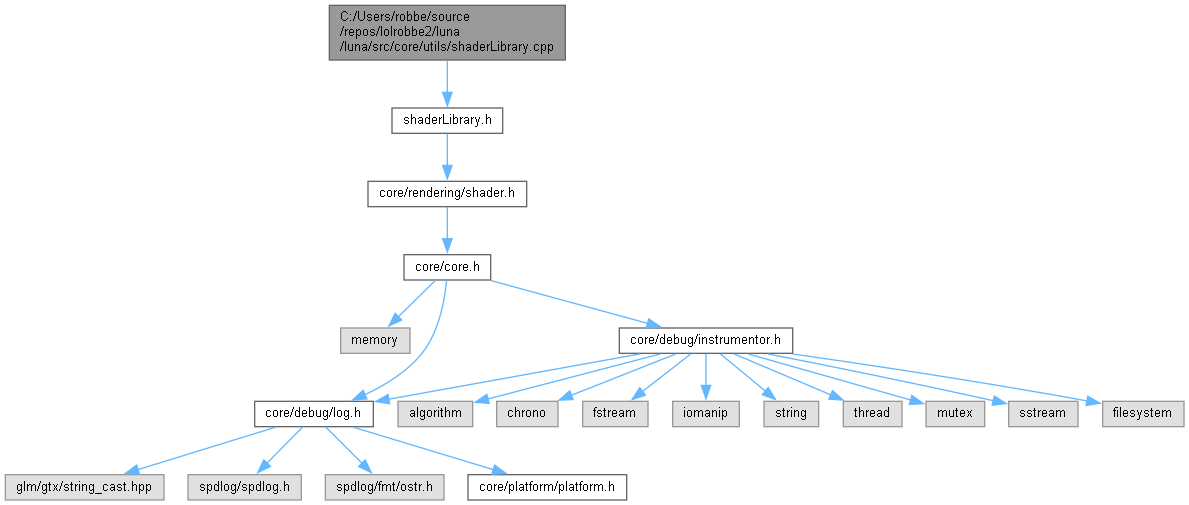 C:/Users/robbe/source
/repos/lolrobbe2/luna
/luna/src/core/utils/shaderLibrary.cpp
shaderLibrary.h
core/rendering/shader.h
core/core.h
memory
core/debug/instrumentor.h
core/debug/log.h
algorithm
chrono
fstream
iomanip
string
thread
mutex
sstream
filesystem
glm/gtx/string_cast.hpp
spdlog/spdlog.h
spdlog/fmt/ostr.h
core/platform/platform.h